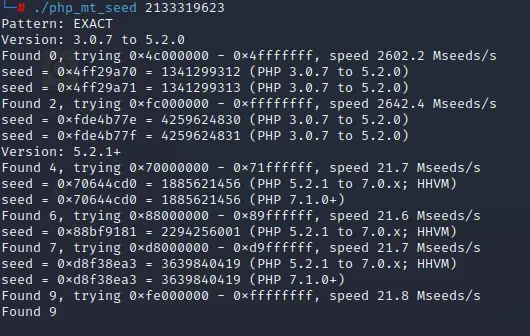 └─# ./php_mt_seed 2133319623
Pattern: EXACT
Version: 3.0.7 to 5.2.0
Found 0, trying 0×4c000000 - 0×4fffffff, speed 2602.2 Mseeds/s
seed = 0×4ff29a70 = 1341299312 (PHP 3.0.7 to 5.2.0)
seed = 0×4ff29a71 = 1341299313 (PHP 3.0.7 to 5.2.0)
Found 2, trying 0×fc000000 - 0×ffffffff, speed 2642.4 Mseeds/s
seed = 0×fde4b77e = 4259624830 (PHP 3.0.7 to 5.2.0)
seed = 0×fde4b77f = 4259624831 (PHP 3.0.7 to 5.2.0)
Version: 5.2.1+
Found 4, trying 0×70000000 - 0×71ffffff, speed 21.7 Mseeds/s
seed = 0×70644cd0 = 1885621456 (PHP 5.2.1 to 7.0.x; HHVM)
seed = 0×70644cd0 = 1885621456 (PHP 7.1.0+)
Found 6, trying 0×88000000 - 0×89ffffff, speed 21.6 Mseeds/s
seed = 0×88bf9181 = 2294256001 (PHP 5.2.1 to 7.0.x; HHVM)
Found 7, trying 0×d8000000 - 0×d9ffffff, speed 21.7 Mseeds/s
seed = 0×d8f38ea3 = 3639840419 (PHP 5.2.1 to 7.0.x; HHVM)
seed = 0×d8f38ea3 = 3639840419 (PHP 7.1.0+)
Found 9, trying 0×fe000000 - 0×ffffffff, speed 21.8 Mseeds/s
Found 9